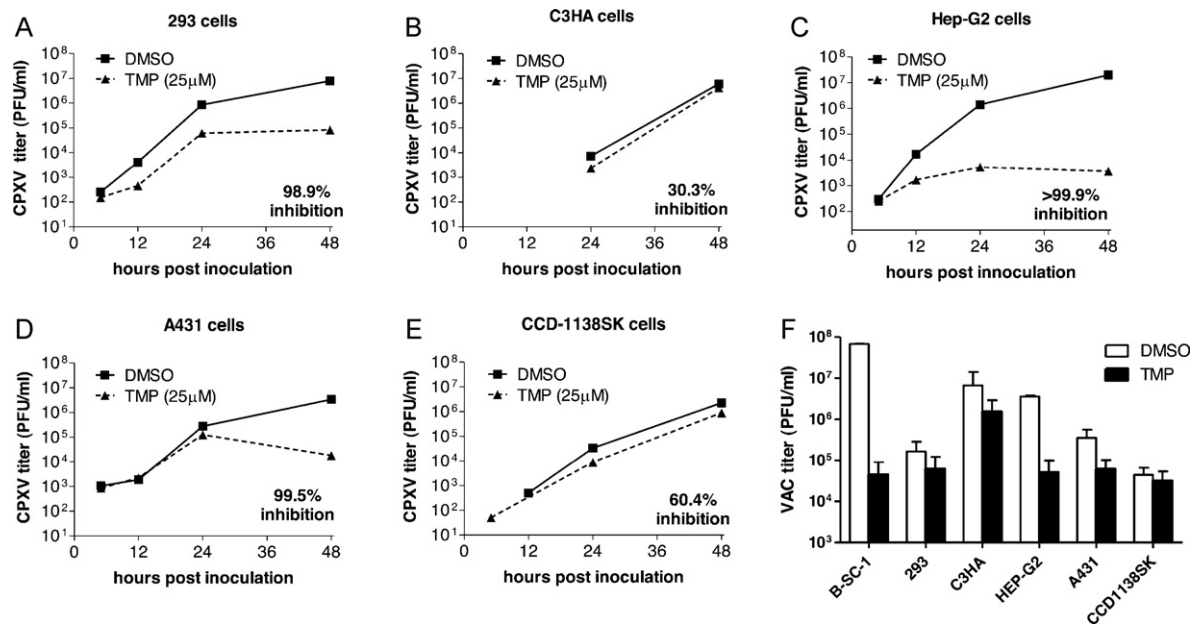 A
293 cells
DMSO
TMP (25μM)
CPXV titer (PFU/ml)
10⁸
10⁷
10⁶
10⁵
10⁴
10³
10²
10¹
98.9%
inhibition
0 12 24 36 48
hours post inoculation
B
C3HA cells
DMSO
TMP (25μM)
CPXV titer (PFU/ml)
10⁸
10⁷
10⁶
10⁵
10⁴
10³
10²
10¹
30.3%
inhibition
0 12 24 36 48
hours post inoculation
C
Hep-G2 cells
DMSO
TMP (25μM)
CPXV titer (PFU/ml)
10⁸
10⁷
10⁶
10⁵
10⁴
10³
10²
>99.9%
inhibition
0 12 24 36 48
hours post innoculation
D
A431 cells
DMSO
TMP (25μM)
CPXV titer (PFU/ml)
10⁸
10⁷
10⁶
10⁵
10⁴
10³
10²
10¹
99.5%
inhibition
0 12 24 36 48
hours post inoculation
E
CCD-1138SK cells
DMSO
TMP (25μM)
CPXV titer (PFU/ml)
10⁸
10⁷
10⁶
10⁵
10⁴
10³
10²
10¹
60.4%
inhibition
0 12 24 36 48
hours post inoculation
F
DMSO
TMP
VAC titer (PFU/ml)
10⁸
10⁷
10⁶
10⁵
10⁴
10³
B-SC-1
293
C3HA
HEP-G2
A431
CCD1138SK